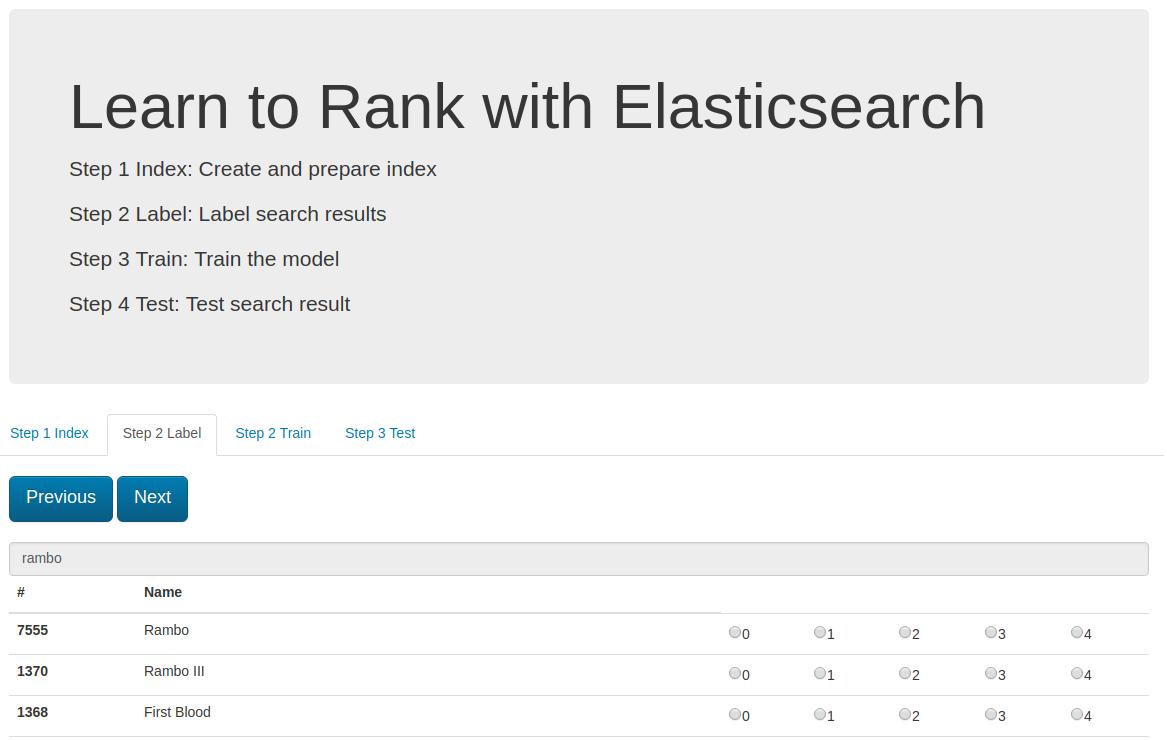 Learn to Rank with Elasticsearch
Step 1 Index: Create and prepare index
Step 2 Label: Label search results
Step 3 Train: Train the model
Step 4 Test: Test search result
Step 1 Index Step 2 Label Step 2 Train Step 3 Test
Previous Next
rambo
# Name
7555 Rambo 0 1 2 3 4
1370 Rambo III 0 1 2 3 4
1368 First Blood 0 1 2 3 4